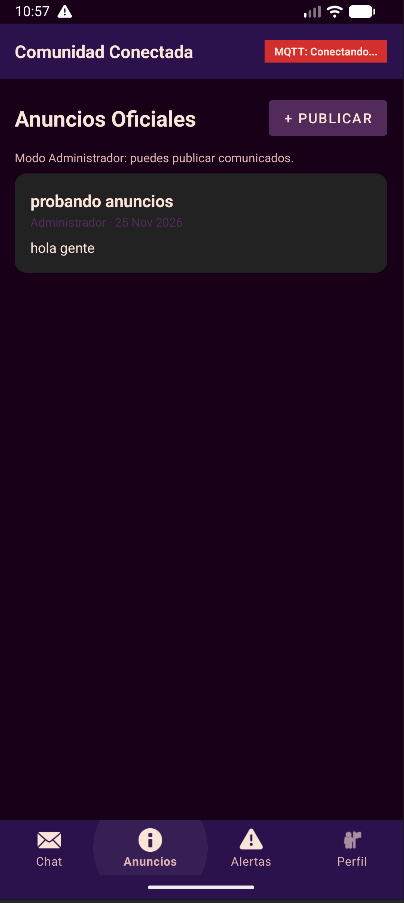 10:57
Comunidad Conectada
MQTT: Conectando...
Anuncios Oficiales
+ PUBLICAR
Modo Administrador: puedes publicar comunicados.
probando anuncios
Administrador · 25 Nov 2026
hola gente
Chat
Anuncios
Alertas
Perfil